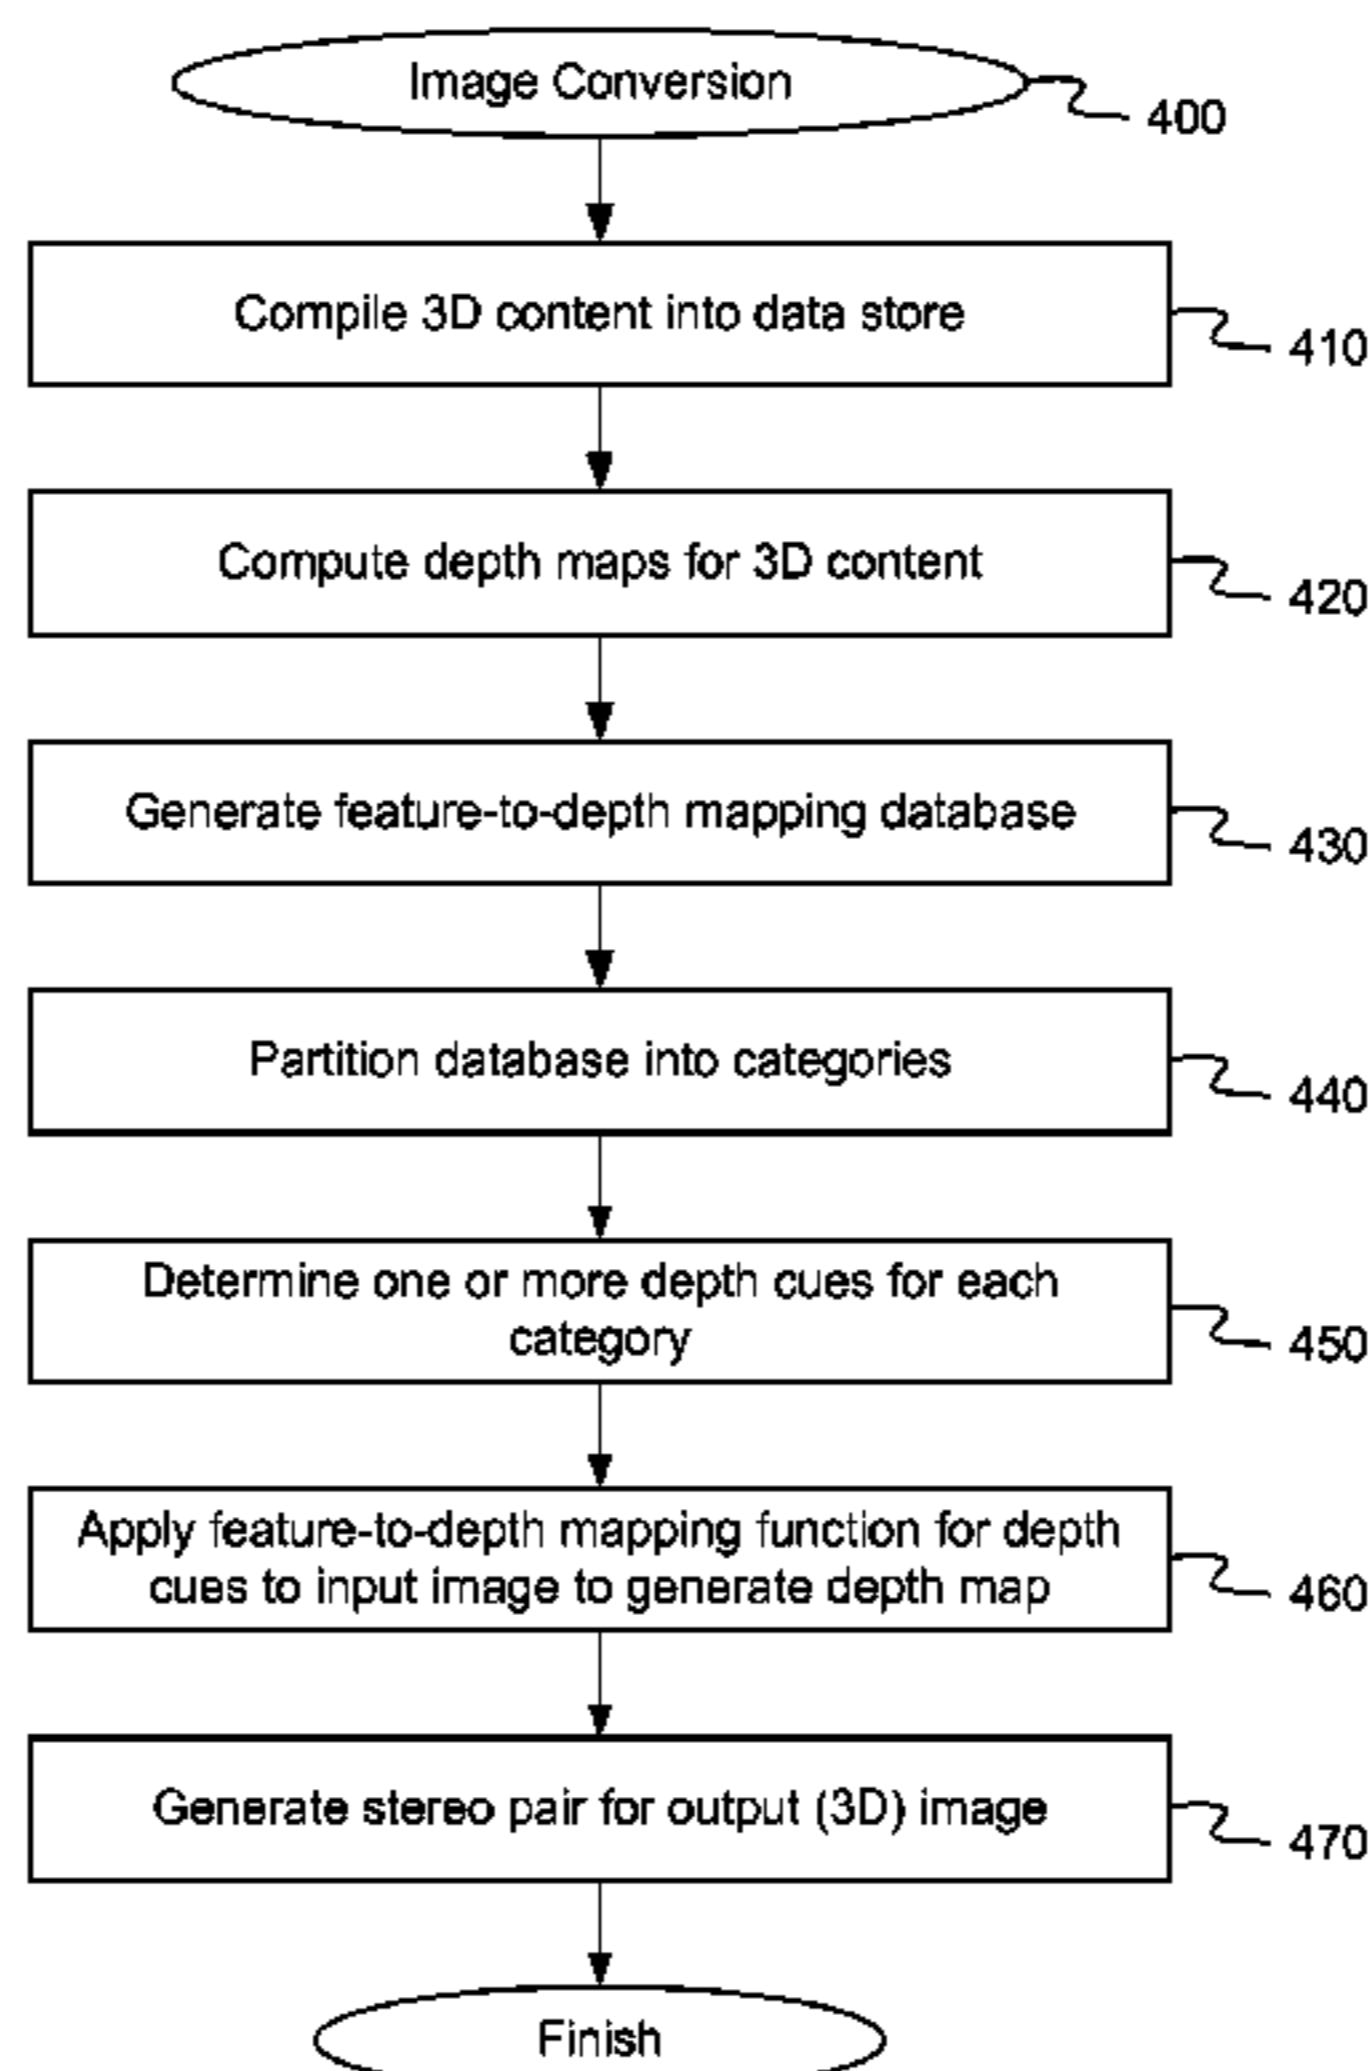 Image Conversion
400
Compile 3D content into data store
410
Compute depth maps for 3D content
420
Generate feature-to-depth mapping database
430
Partition database into categories
440
Determine one or more depth cues for each
category
450
Apply feature-to-depth mapping function for depth
cues to input image to generate depth map
460
Generate stereo pair for output (3D) image
470
Finish